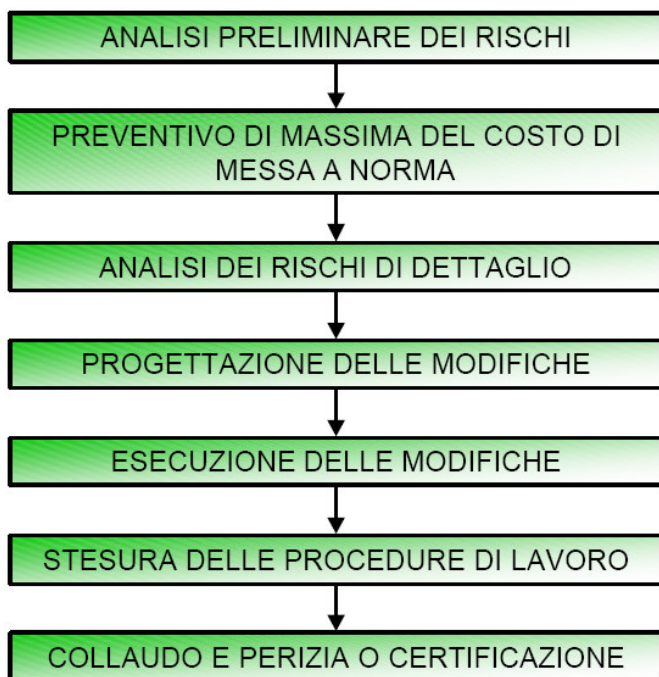 ANALISI PRELIMINARE DEI RISCHI
PREVENTIVO DI MASSIMA DEL COSTO DI
MESSA A NORMA
ANALISI DEI RISCHI DI DETTAGLIO
PROGETTAZIONE DELLE MODIFICHE
ESECUZIONE DELLE MODIFICHE
STESURA DELLE PROCEDURE DI LAVORO
COLLAUDO E PERIZIA O CERTIFICAZIONE